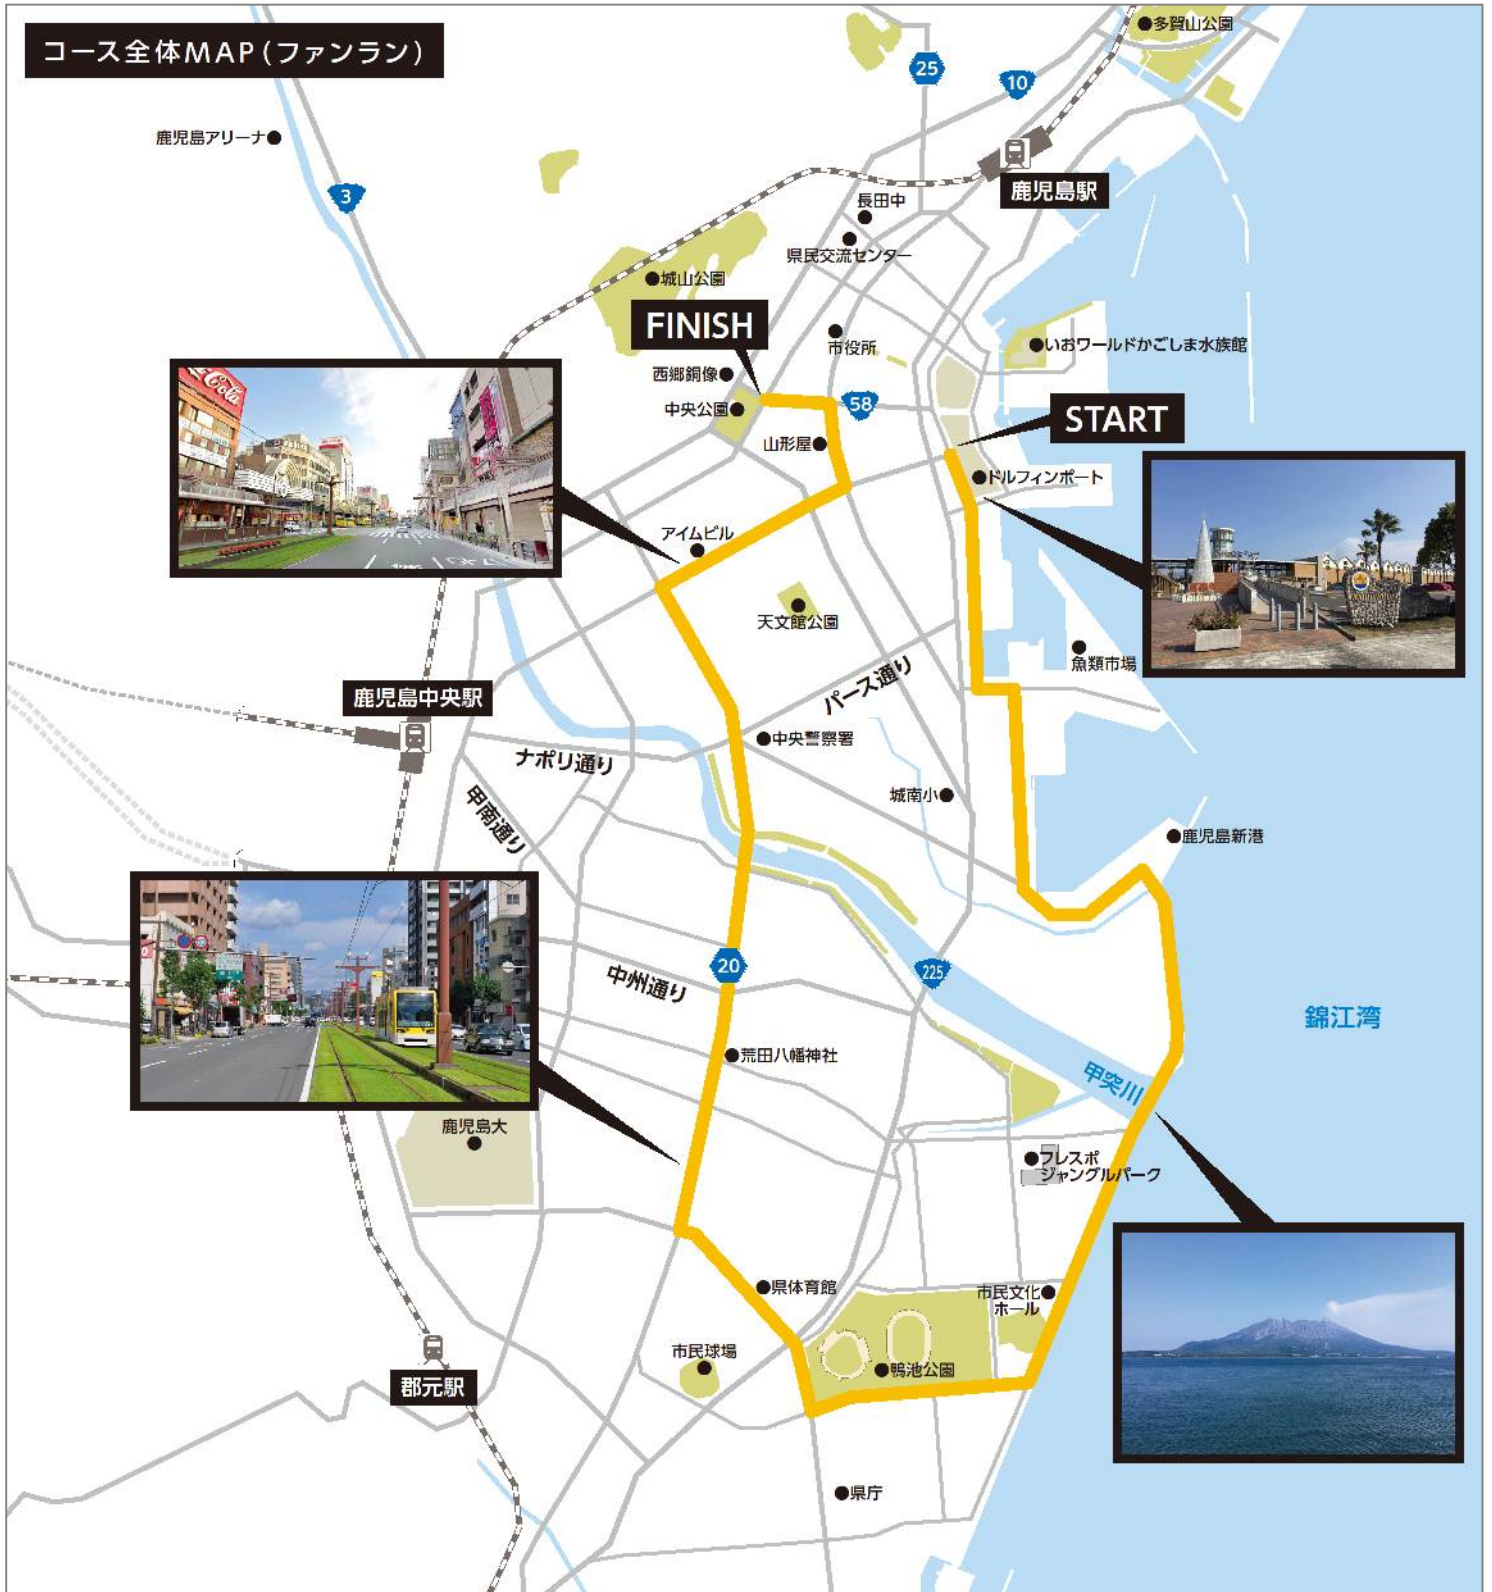 コース全体MAP(ファンラン)
多賀山公園
25
10
鹿児島アリーナ
鹿児島駅
3
長田中
県民交流センター
城山公園
FINISH
市役所
いおワールドかごしま水族館
西郷銅像
中央公園
58
START
山形屋
ドルフィンポート
Coca-Cola
アイムビル
天文館公園
魚類市場
パース通り
鹿児島中央駅
中央警察署
ナポリ通り
城南小
甲南通り
鹿児島新港
20
225
中州通り
錦江湾
荒田八幡神社
甲突川
鹿児島大
フレスポ
ジャングルパーク
県体育館
市民文化
ホール
市民球場
鴨池公園
郡元駅
県庁